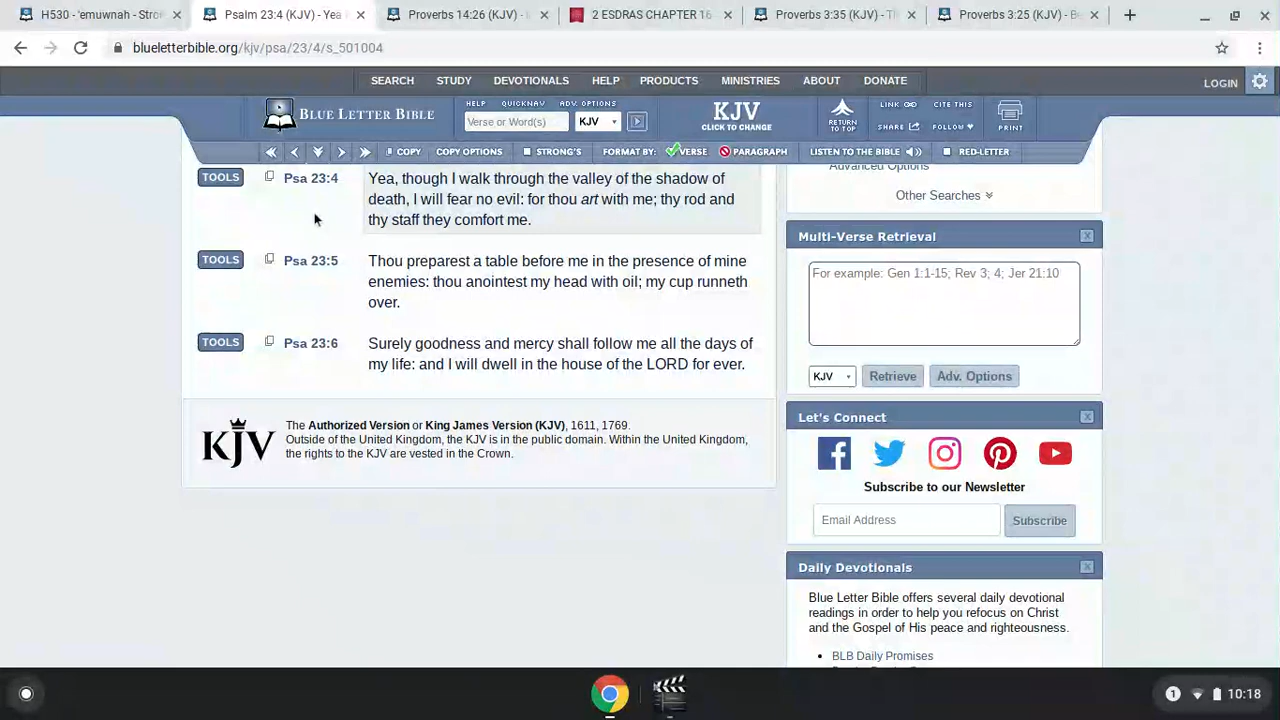 H530 - 'emuwnah - Stron
Psalm 23:4 (KJV) - Yea
Proverbs 14:26 (KJV) - I
2 ESDRAS CHAPTER 16
Proverbs 3:35 (KJV) - Th
Proverbs 3:25 (KJV) - Be
blueletterbible.org/kjv/psa/23/4/s_501004
SEARCH STUDY DEVOTIONALS HELP PRODUCTS MINISTRIES ABOUT DONATE
LOGIN
BLUE LETTER BIBLE
HELP QUICKNAV ADV. OPTIONS
Verse or Word(s) KJV
KJV
CLICK TO CHANGE
RETURN
TO TOP
LINK CITE THIS
SHARE FOLLOW
PRINT
COPY COPY OPTIONS STRONG'S FORMAT BY: VERSE PARAGRAPH LISTEN TO THE BIBLE RED-LETTER
TOOLS Psa 23:4 Yea, though I walk through the valley of the shadow of
death, I will fear no evil: for thou art with me; thy rod and
thy staff they comfort me.
TOOLS Psa 23:5 Thou preparest a table before me in the presence of mine
enemies: thou anointest my head with oil; my cup runneth
over.
TOOLS Psa 23:6 Surely goodness and mercy shall follow me all the days of
my life: and I will dwell in the house of the LORD for ever.
KJV
The Authorized Version or King James Version (KJV), 1611, 1769.
Outside of the United Kingdom, the KJV is in the public domain. Within the United Kingdom,
the rights to the KJV are vested in the Crown.
Advanced Options
Other Searches
Multi-Verse Retrieval
For example: Gen 1:1-15; Rev 3; 4; Jer 21:10
KJV Retrieve Adv. Options
Let's Connect
Subscribe to our Newsletter
Email Address Subscribe
Daily Devotionals
Blue Letter Bible offers several daily devotional
readings in order to help you refocus on Christ
and the Gospel of His peace and righteousness.
BLB Daily Promises
1 10:18